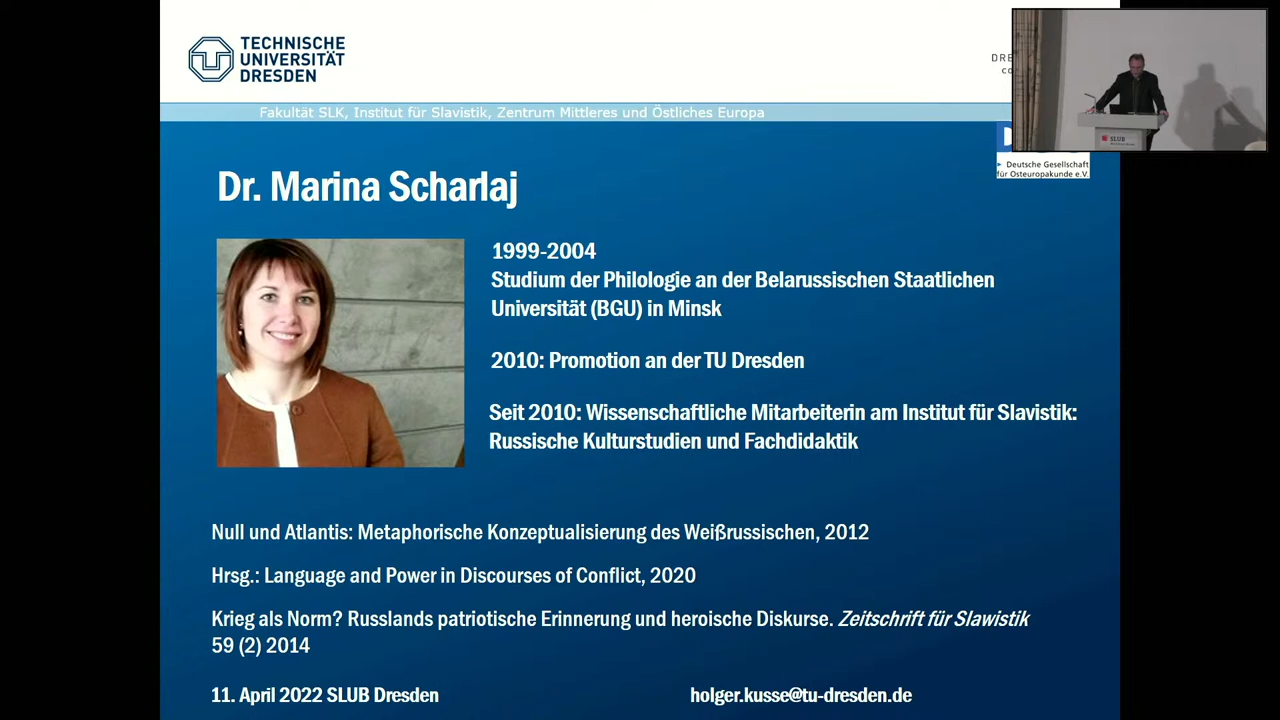 TECHNISCHE
UNIVERSITÄT
DRESDEN
Fakultät SLK, Institut für Slavistik, Zentrum Mittleres und Östliches Europa
SLUB
Deutsche Gesellschaft
für Osteuropakunde e.V.
Dr. Marina Scharlaj
1999-2004
Studium der Philologie an der Belarussischen Staatlichen
Universität (BGU) in Minsk
2010: Promotion an der TU Dresden
Seit 2010: Wissenschaftliche Mitarbeiterin am Institut für Slavistik:
Russische Kulturstudien und Fachdidaktik
Null und Atlantis: Metaphorische Konzeptualisierung des Weißrussischen, 2012
Hrsg.: Language and Power in Discourses of Conflict, 2020
Krieg als Norm? Russlands patriotische Erinnerung und heroische Diskurse. Zeitschrift für Slawistik
59 (2) 2014
11. April 2022 SLUB Dresden
holger.kusse@tu-dresden.de